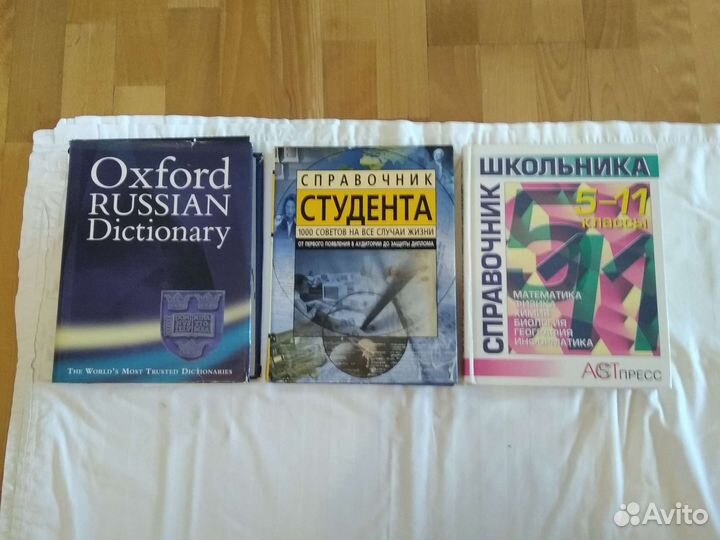 Oxford
RUSSIAN
Dictionary
THE WORLD'S MOST TRUSTED DICTIONARIES
СПРАВОЧНИК
СТУДЕНТА
1000 СОВЕТОВ НА ВСЕ СЛУЧАИ ЖИЗНИ
ОТ ПЕРВОГО ПОЯВЛЕНИЯ В АУДИТОРИИ ДО ЗАЩИТЫ ДИПЛОМА
СПРАВОЧНИК
ШКОЛЬНИКА
5-11
классы
МАТЕМАТИКА
ФИЗИКА
ХИМИЯ
БИОЛОГИЯ
ГЕОГРАФИЯ
ИНФОРМАТИКА
АСТ ПРЕСС
Avito